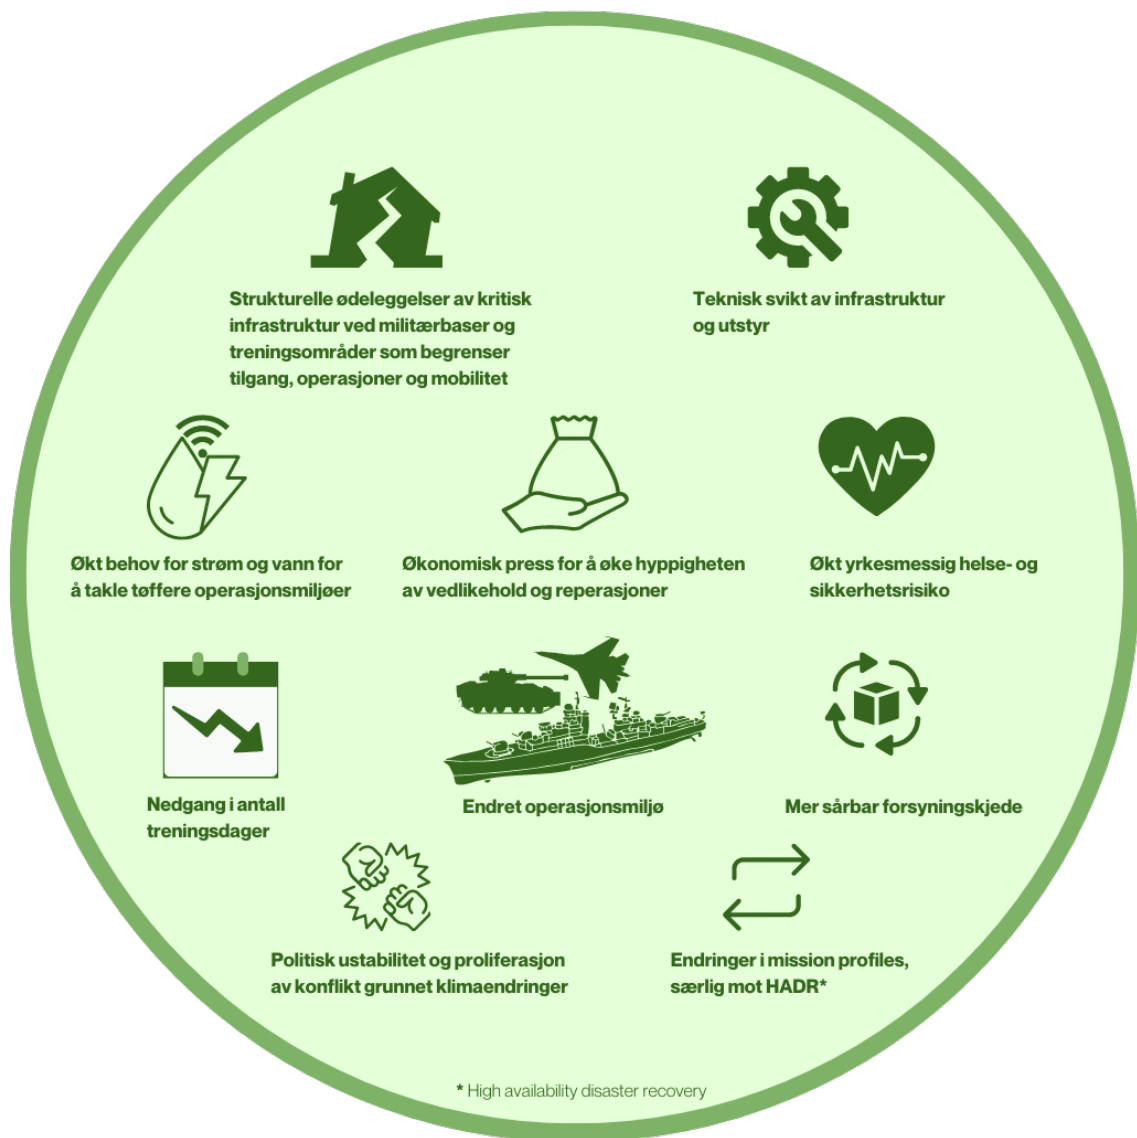 Strukturelle ødeleggelser av kritisk
infrastruktur ved militærbaser og
treningsområder som begrenser
tilgang, operasjoner og mobilitet
Teknisk svikt av infrastruktur
og utstyr
Økt behov for strøm og vann for
å takle tøffere operasjonsmiljøer
Økonomisk press for å øke hyppigheten
av vedlikehold og reperasjoner
Økt yrkesmessig helse- og
sikkerhetsrisiko
Nedgang i antall
treningsdager
Endret operasjonsmiljø
Mer sårbar forsyningskjede
Politisk ustabilitet og proliferasjon
av konflikt grunnet klimaendringer
Endringer i mission profiles,
særlig mot HADR*
* High availability disaster recovery